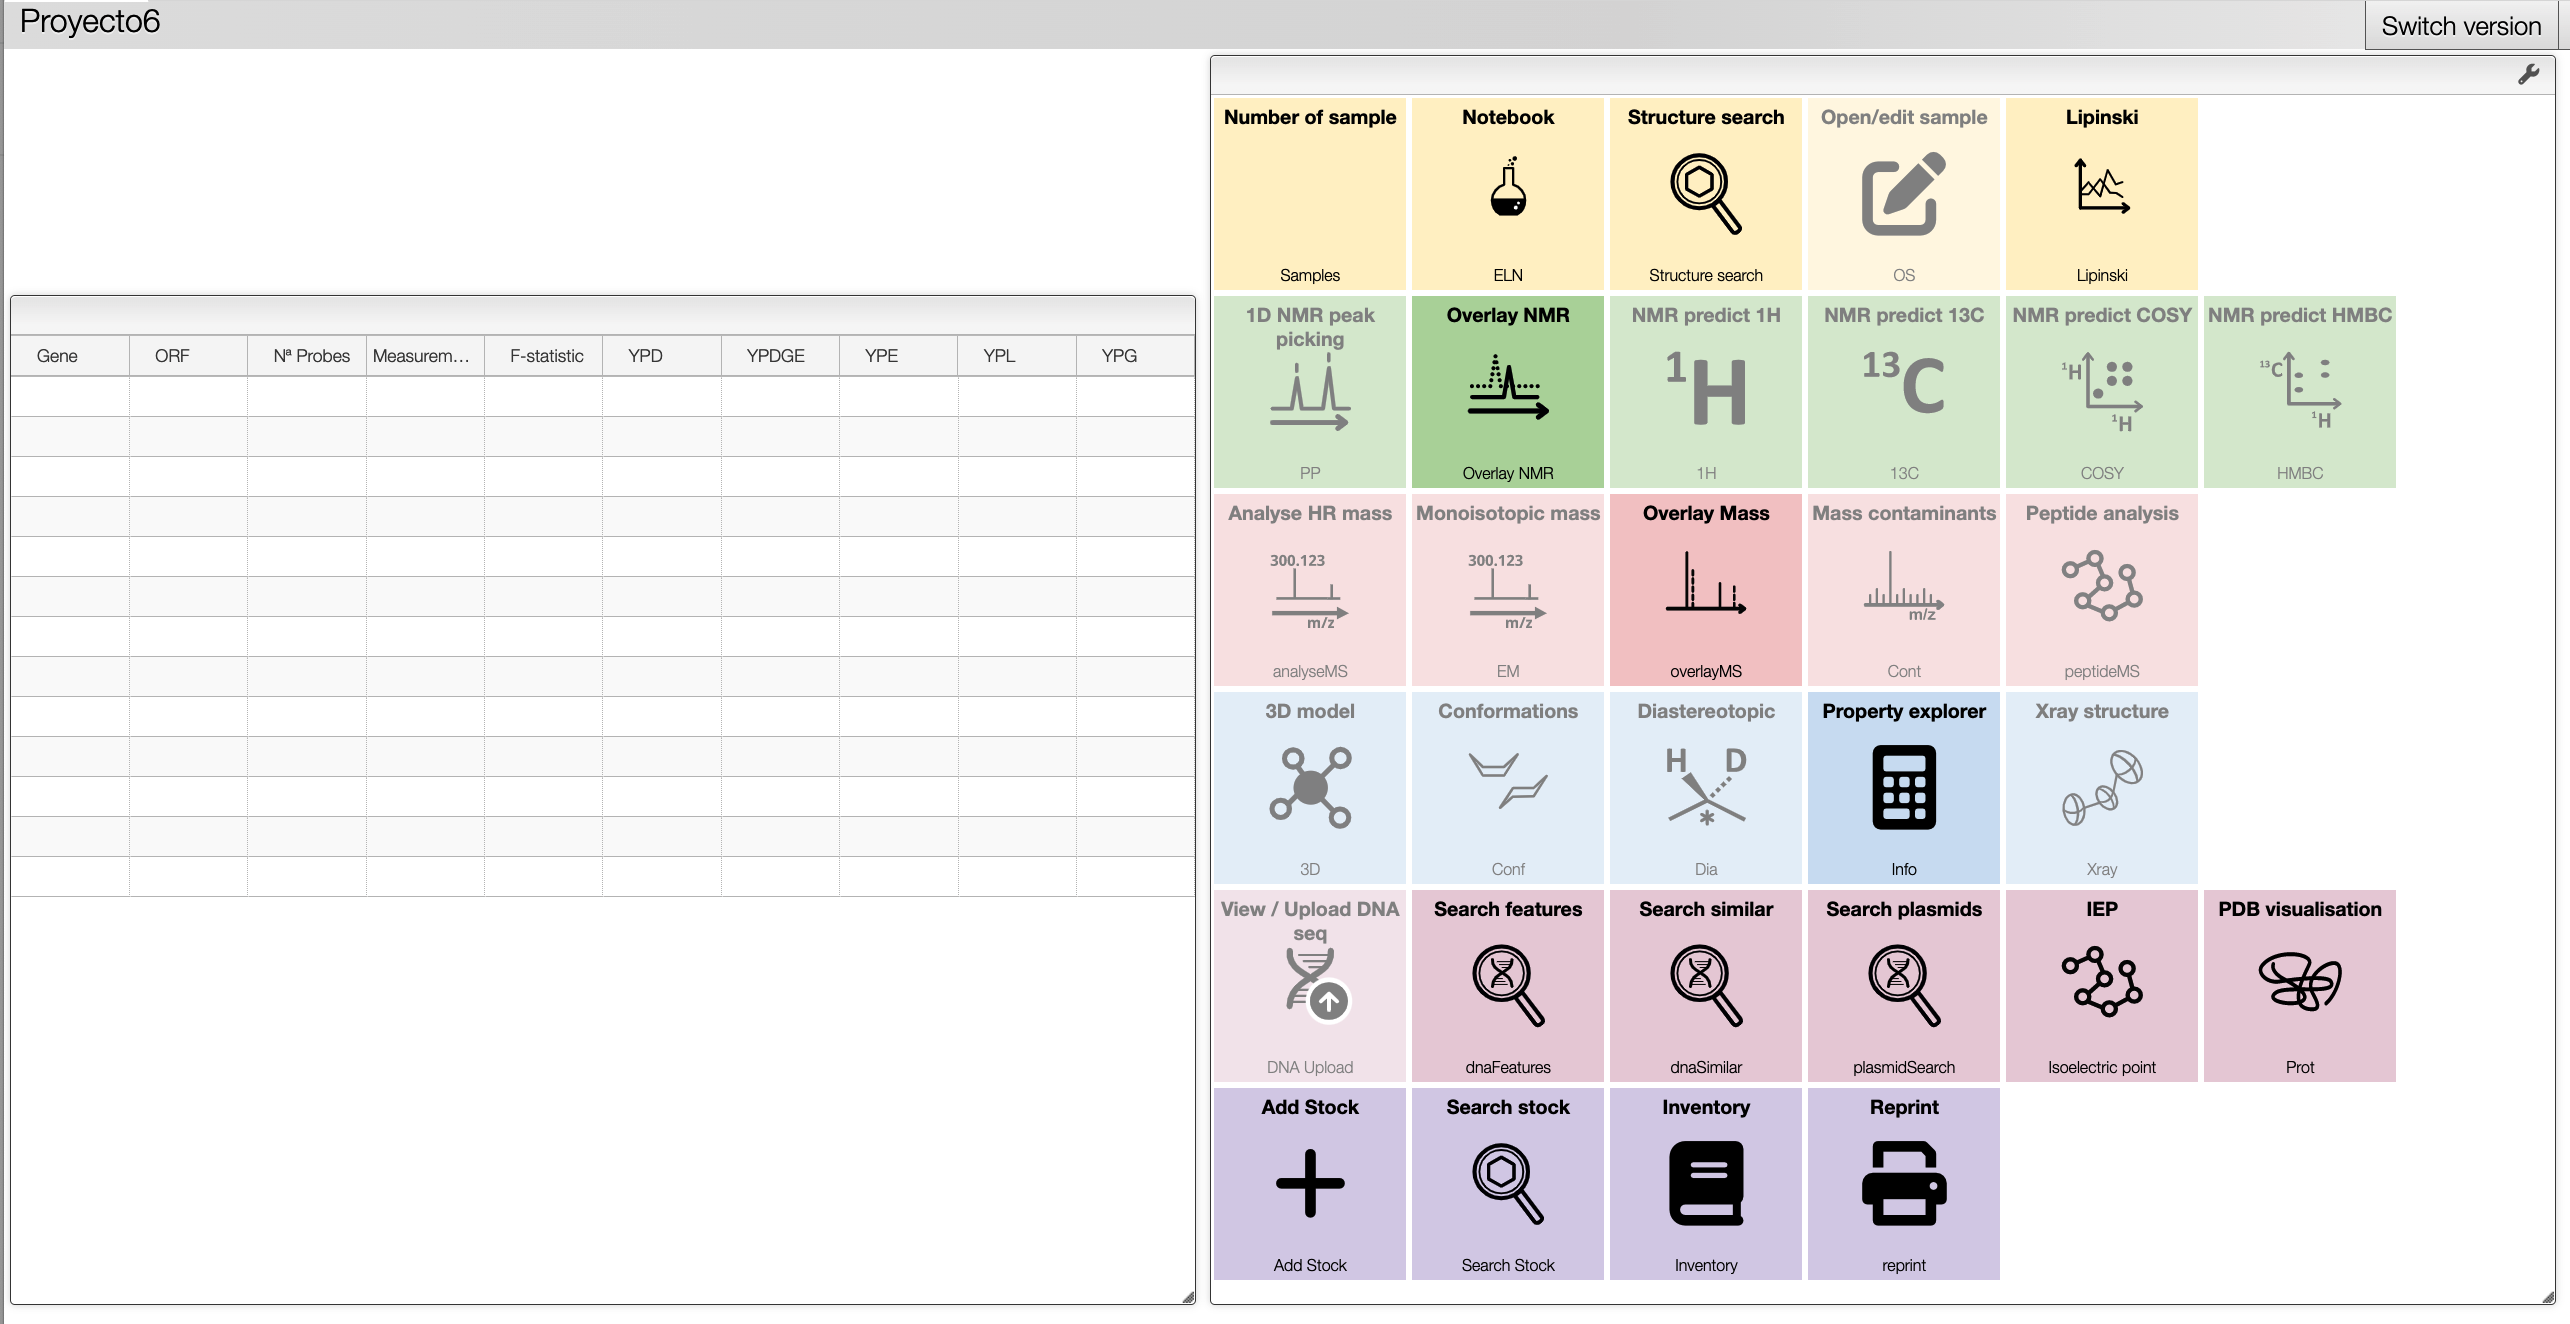 Proyecto6
Switch version
Gene ORF Nª Probes Measurem... F-statistic YPD YPDGE YPE YPL YPG
Number of sample
Samples
Notebook
ELN
Structure search
Structure search
Open/edit sample
OS
Lipinski
Lipinski
1D NMR peak
picking
PP
Overlay NMR
Overlay NMR
NMR predict 1H
1H
1H
NMR predict 13C
13C
13C
NMR predict COSY
1H
1H
COSY
NMR predict HMBC
13C
1H
HMBC
Analyse HR mass
300.123
m/z
analyseMS
Monoisotopic mass
300.123
m/z
EM
Overlay Mass
overlayMS
Mass contaminants
m/z
Cont
Peptide analysis
peptideMS
3D model
3D
Conformations
Conf
Diastereotopic
H D
*
Dia
Property explorer
Info
Xray structure
Xray
View / Upload DNA
seq
DNA Upload
Search features
dnaFeatures
Search similar
dnaSimilar
Search plasmids
plasmidSearch
IEP
Isoelectric point
PDB visualisation
Prot
Add Stock
Add Stock
Search stock
Search Stock
Inventory
Inventory
Reprint
reprint